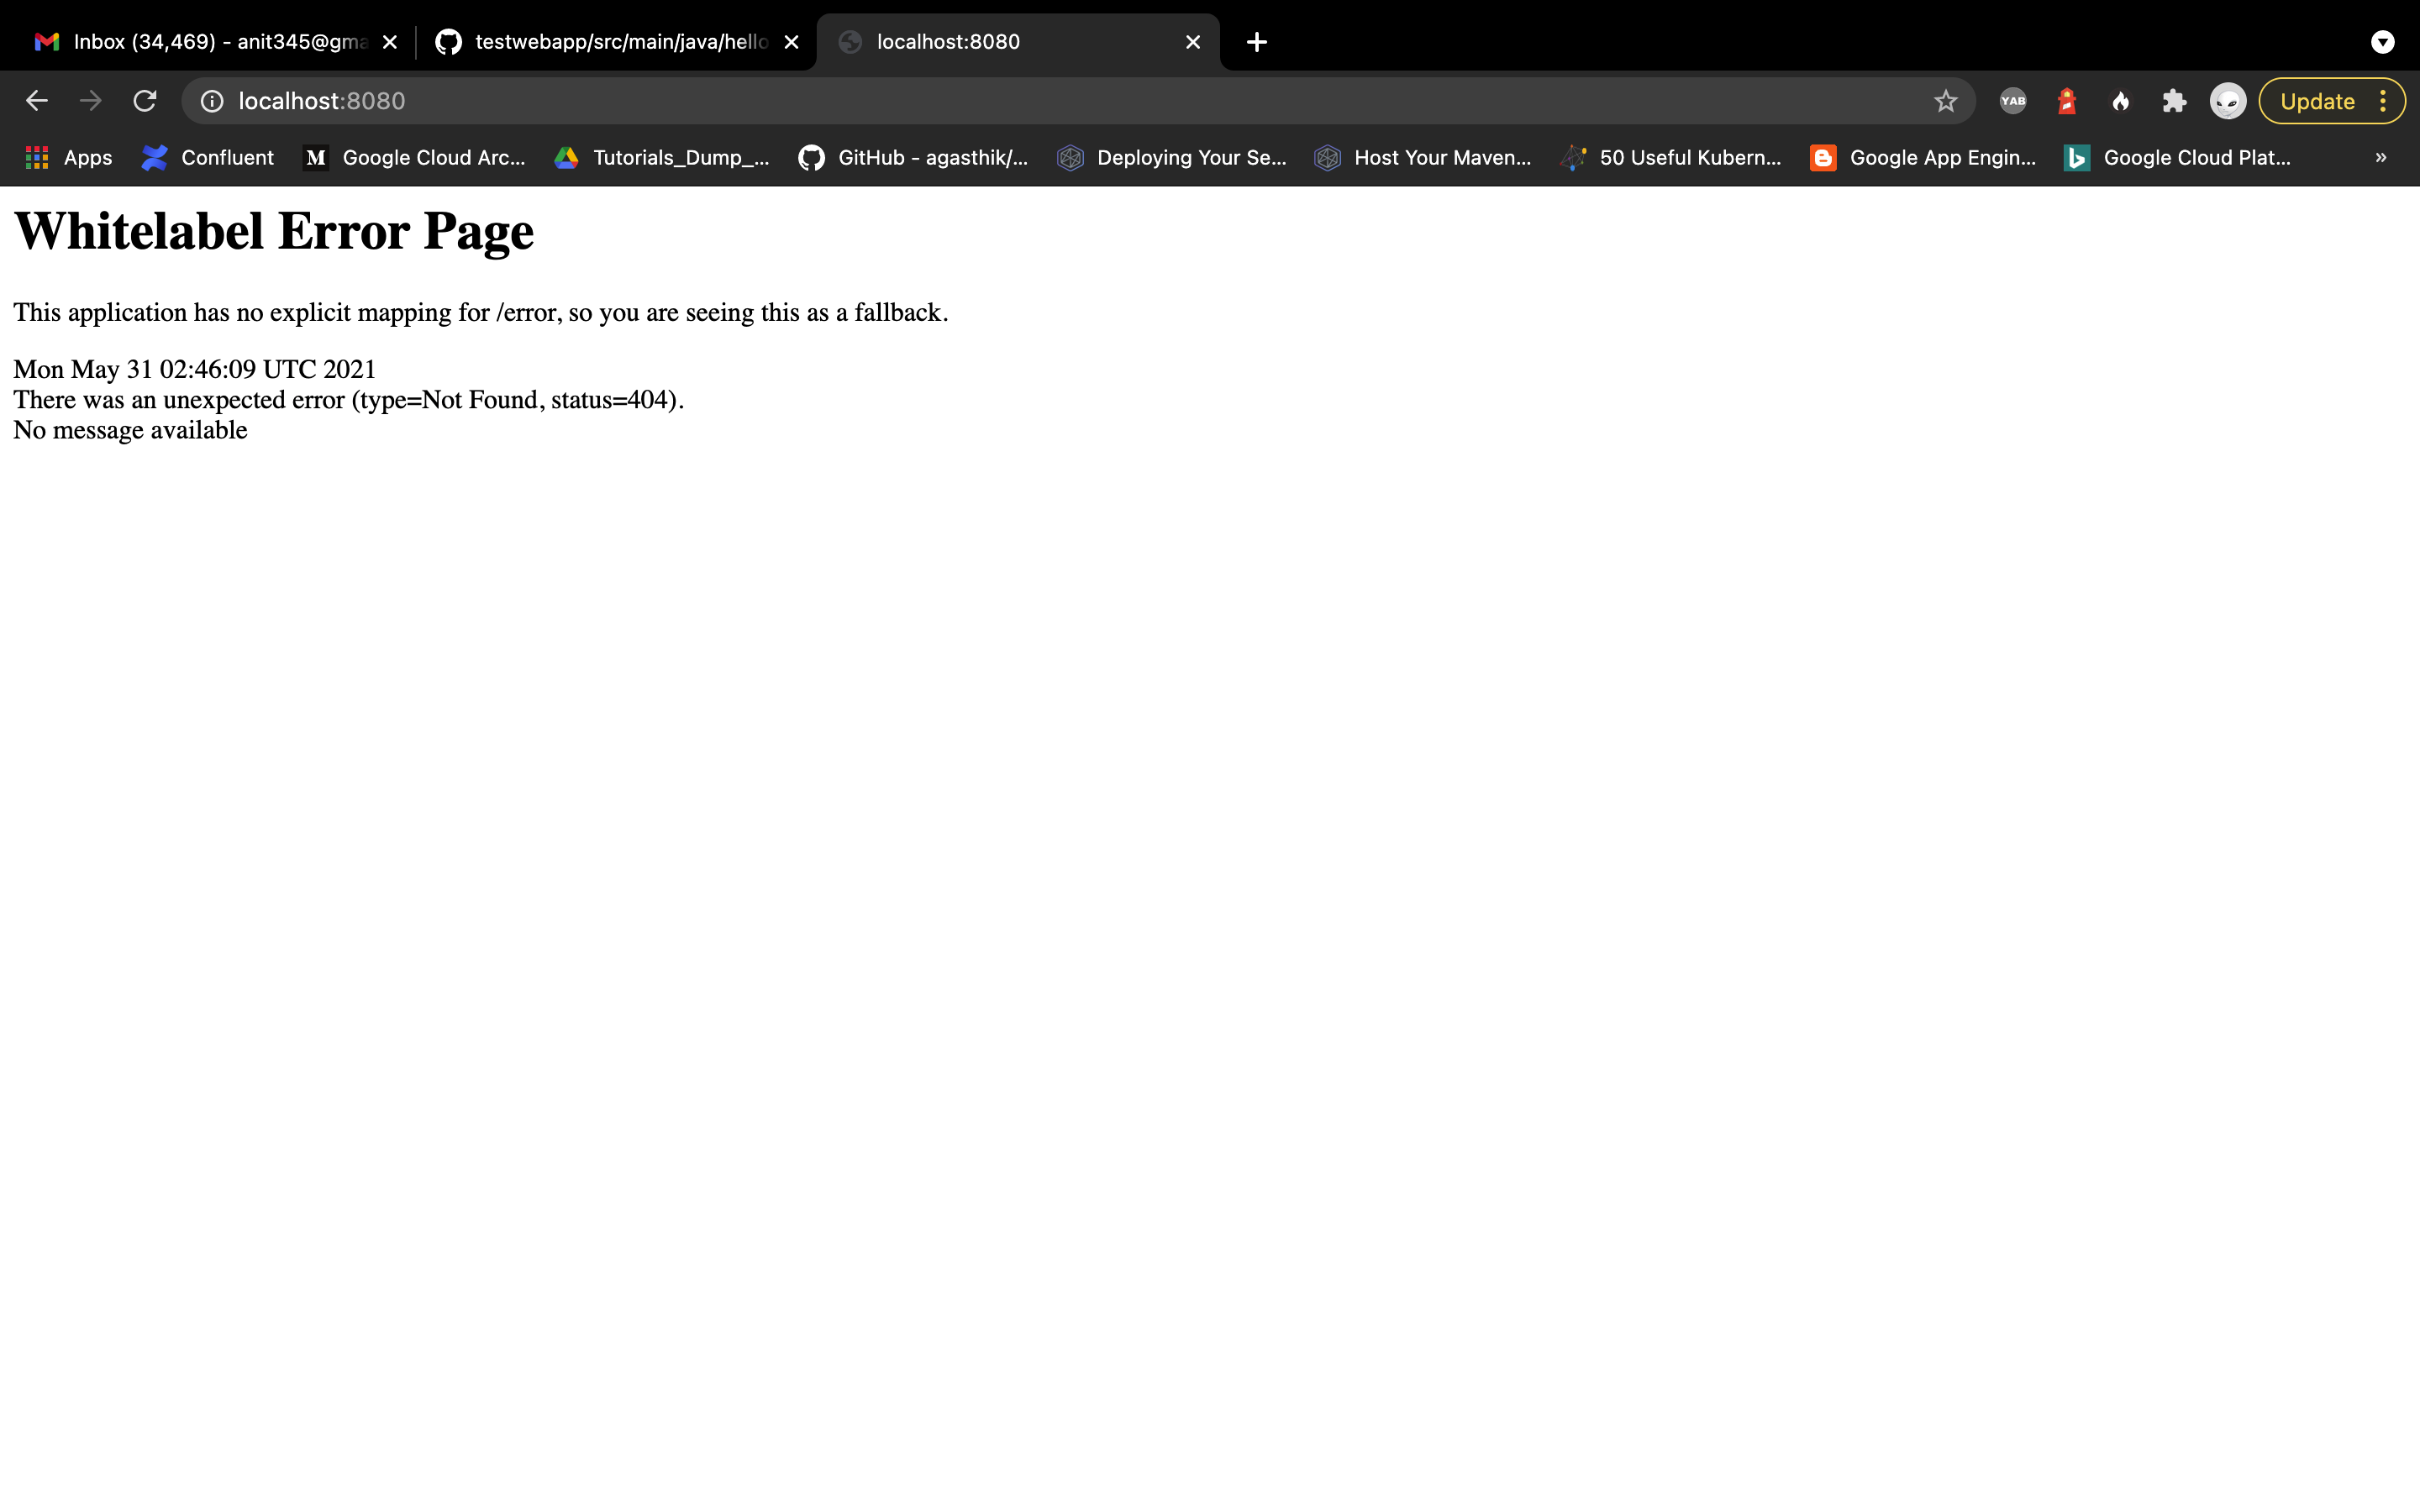 Inbox (34,469) - anit345@gma
testwebapp/src/main/java/hello
localhost:8080
localhost:8080
YAB
Update
Apps
Confluent
M
Google Cloud Arc...
Tutorials_Dump_...
GitHub - agasthik/...
Deploying Your Se...
Host Your Maven...
50 Useful Kubern...
Google App Engin...
Google Cloud Plat...
»
Whitelabel Error Page
This application has no explicit mapping for /error, so you are seeing this as a fallback.
Mon May 31 02:46:09 UTC 2021
There was an unexpected error (type=Not Found, status=404).
No message available